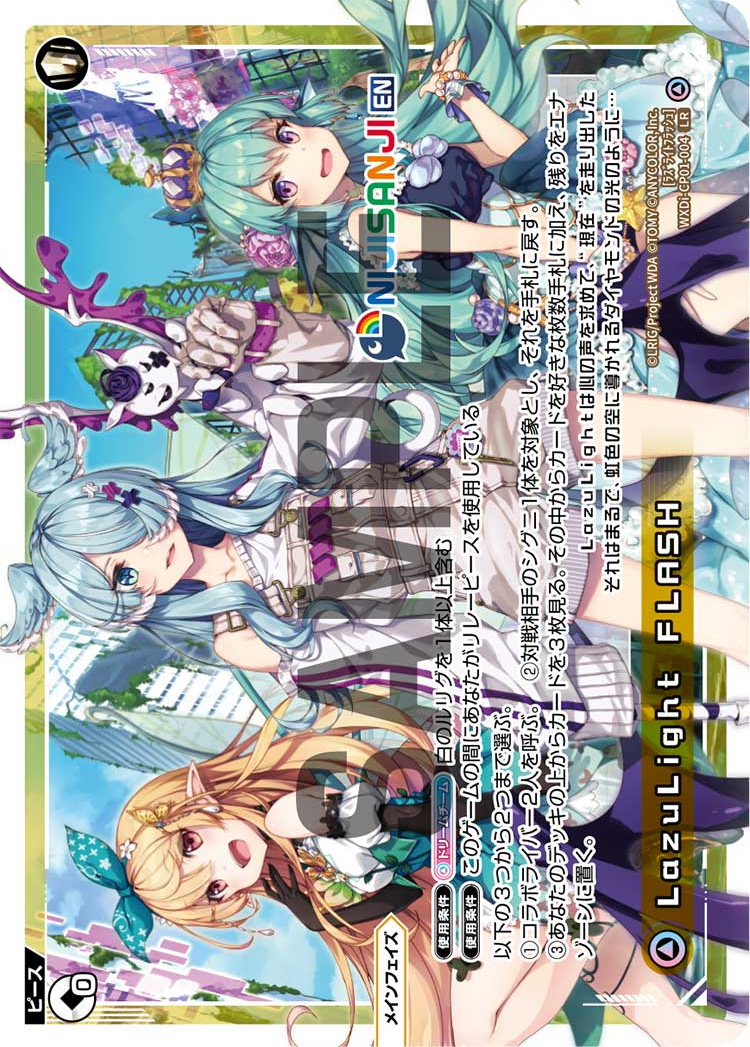 ピース
0
メインフェイズ
NIJISANJI EN
SAMPLE
使用条件 ドリームチーム 白のルリグを1体以上含む
使用条件 このゲームの間にあなたがリレーピースを使用している
以下の3つから2つまで選ぶ。
①コラボライバー2人を呼ぶ。 ②対戦相手のシグニ1体を対象とし、それを手札に戻す。
③あなたのデッキの上からカードを3枚見る。その中からカードを好きな枚数手札に加え、残りをエナ
ゾーンに置く。
LazuLightは心の声を求めて、“現在”を走り出した
それはまるで、虹色の空に導かれるダイヤモンドの光のように…
LazuLight FLASH
©LRIG/Project WDA ©TOMY ©ANYCOLOR, Inc.
WXDi-CP01-004 LR